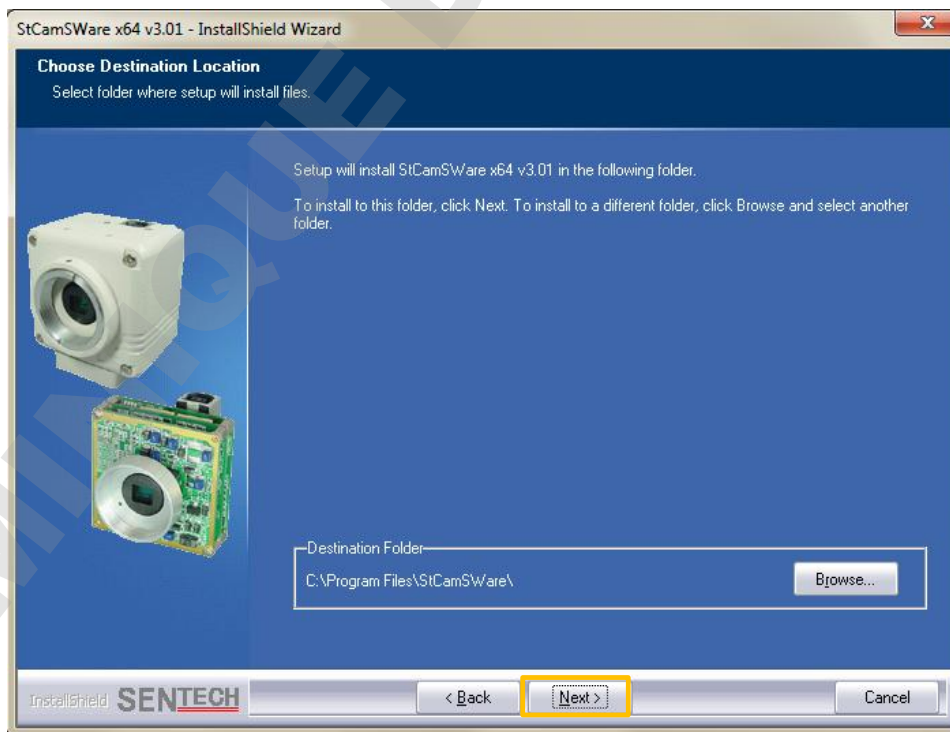 StCamSWare x64 v3.01 - InstallShield Wizard
Choose Destination Location
Select folder where setup will install files.
Setup will install StCamSWare x64 v3.01 in the following folder.
To install to this folder, click Next. To install to a different folder, click Browse and select another
folder.
Destination Folder
C:\Program Files\StCamSWare\
Browse...
InstallShield SENTECH
< Back
Next >
Cancel